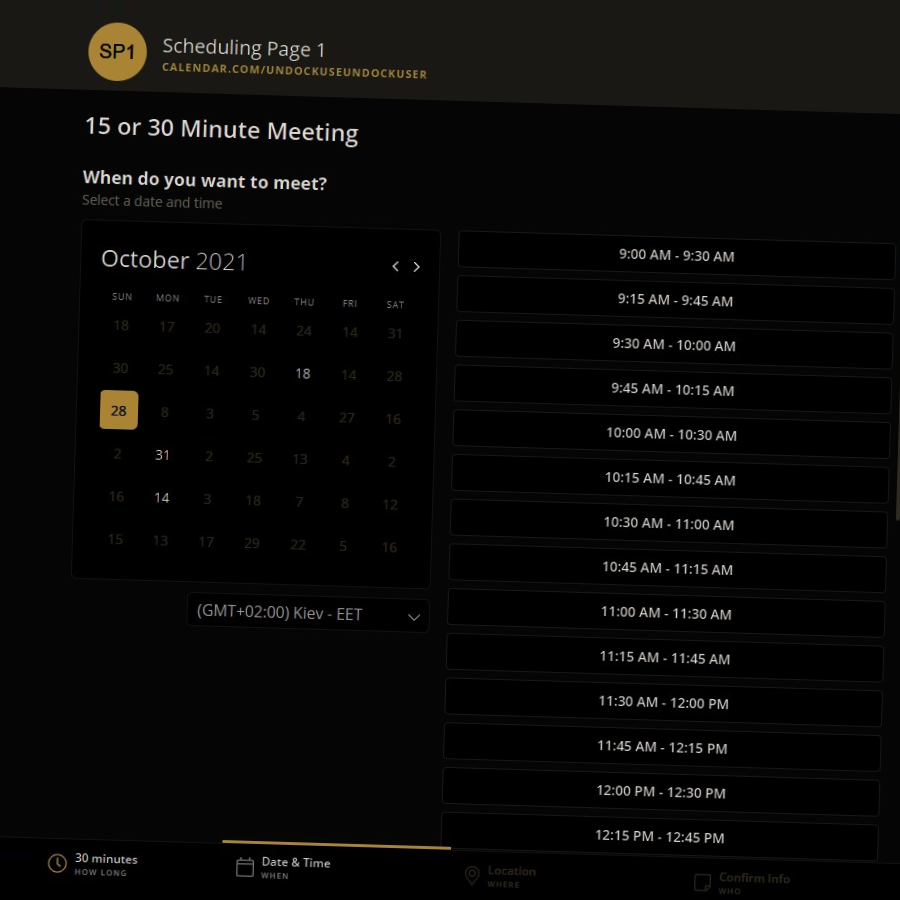 SP1
Scheduling Page 1
CALENDAR.COM/UNDOCKUSEUNDOCKUSER
15 or 30 Minute Meeting
When do you want to meet?
Select a date and time
October 2021
SUN MON TUE WED THU FRI SAT
18 17 20 14 24 14 31
30 25 14 30 18 14 28
28 8 3 5 4 27 16
2 31 2 25 13 4 2
16 14 3 18 7 8 12
15 13 17 29 22 5 16
(GMT+02:00) Kiev - EET
9:00 AM - 9:30 AM
9:15 AM - 9:45 AM
9:30 AM - 10:00 AM
9:45 AM - 10:15 AM
10:00 AM - 10:30 AM
10:15 AM - 10:45 AM
10:30 AM - 11:00 AM
10:45 AM - 11:15 AM
11:00 AM - 11:30 AM
11:15 AM - 11:45 AM
11:30 AM - 12:00 PM
11:45 AM - 12:15 PM
12:00 PM - 12:30 PM
12:15 PM - 12:45 PM
30 minutes
HOW LONG
Date & Time
WHEN
Location
WHERE
Confirm Info
WHO